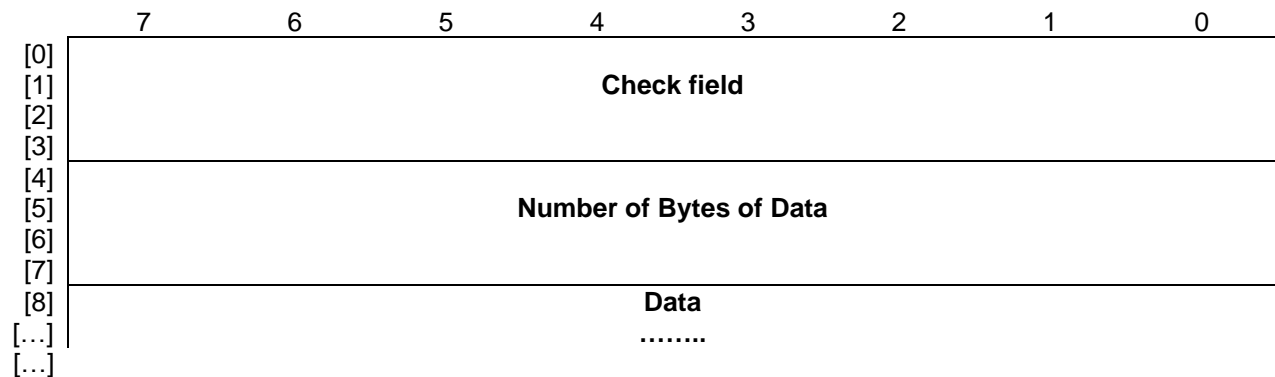 7 6 5 4 3 2 1 0
[0]
[1] Check field
[2]
[3]
[4]
[5] Number of Bytes of Data
[6]
[7]
[8] Data
[…] ……..
[…]